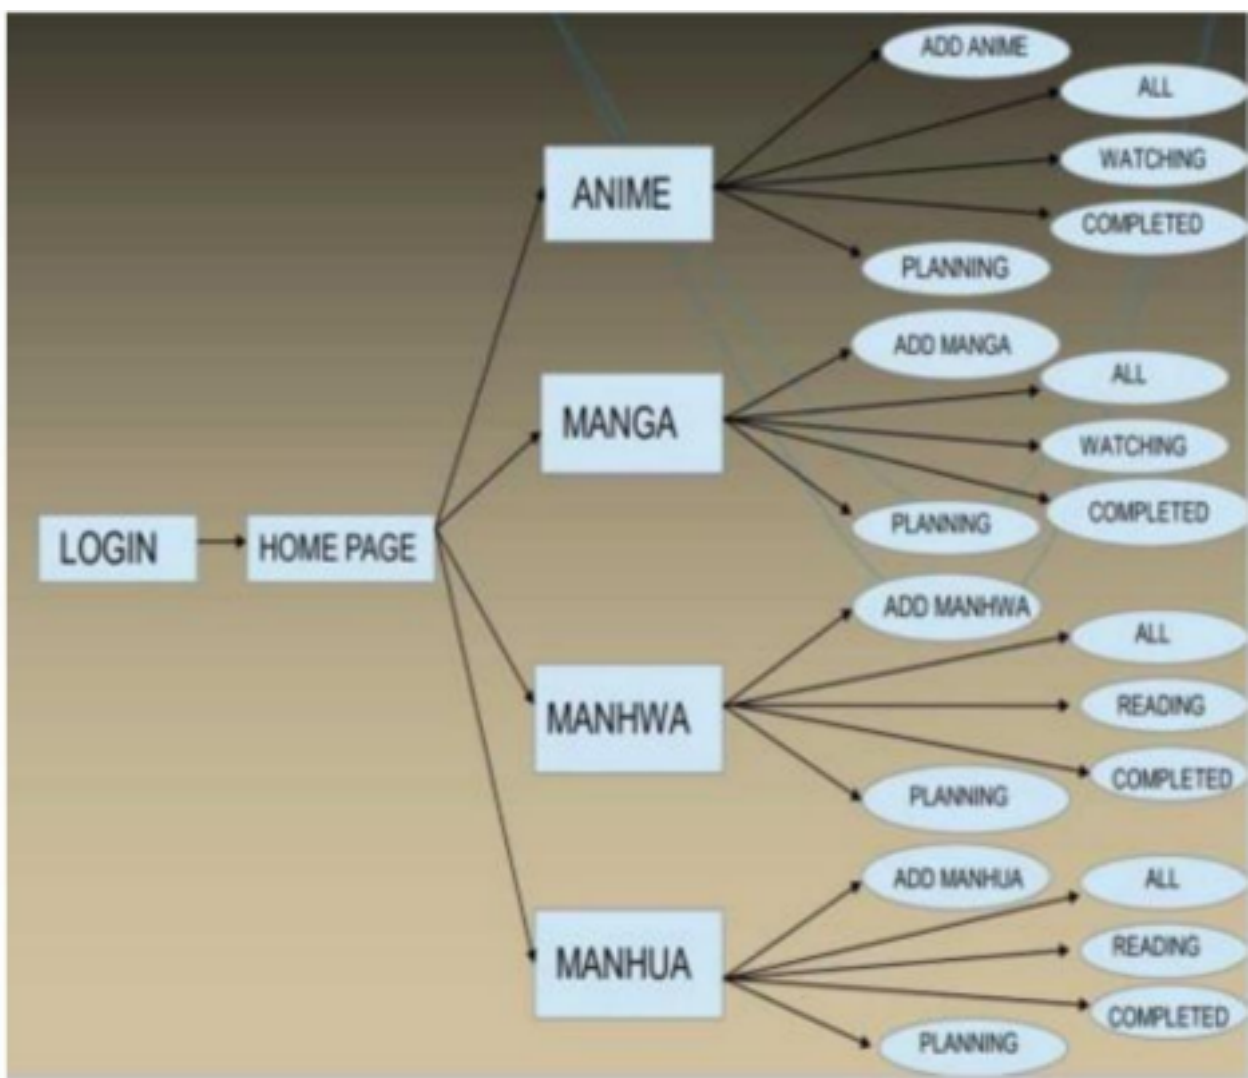 LOGIN
HOME PAGE
ANIME
ADD ANIME
ALL
WATCHING
COMPLETED
PLANNING
MANGA
ADD MANGA
ALL
WATCHING
COMPLETED
PLANNING
MANHWA
ADD MANHWA
ALL
READING
COMPLETED
PLANNING
MANHUA
ADD MANHUA
ALL
READING
COMPLETED
PLANNING